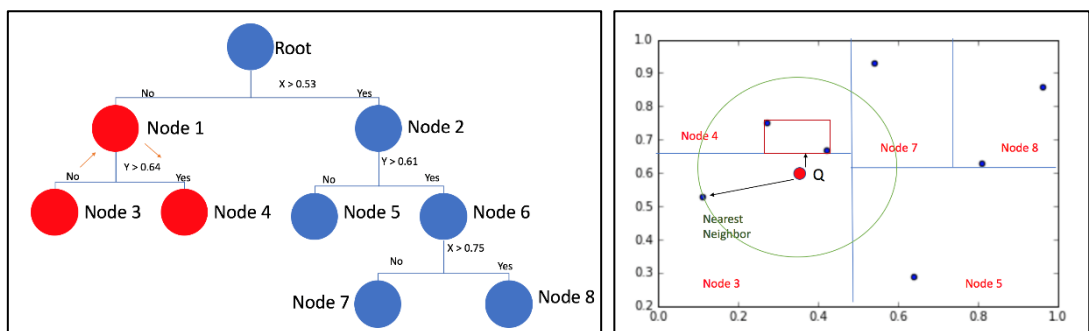 Root
X > 0.53
No
Yes
Node 1
Node 2
Y > 0.64
Y > 0.61
No
Yes
No
Yes
Node 3
Node 4
Node 5
Node 6
X > 0.75
No
Yes
Node 7
Node 8
1.0
0.9
0.8
0.7
0.6
0.5
0.4
0.3
0.2
Node 4
Node 7
Node 8
Q
Nearest
Neighbor
Node 3
Node 5
0.0
0.2
0.4
0.6
0.8
1.0